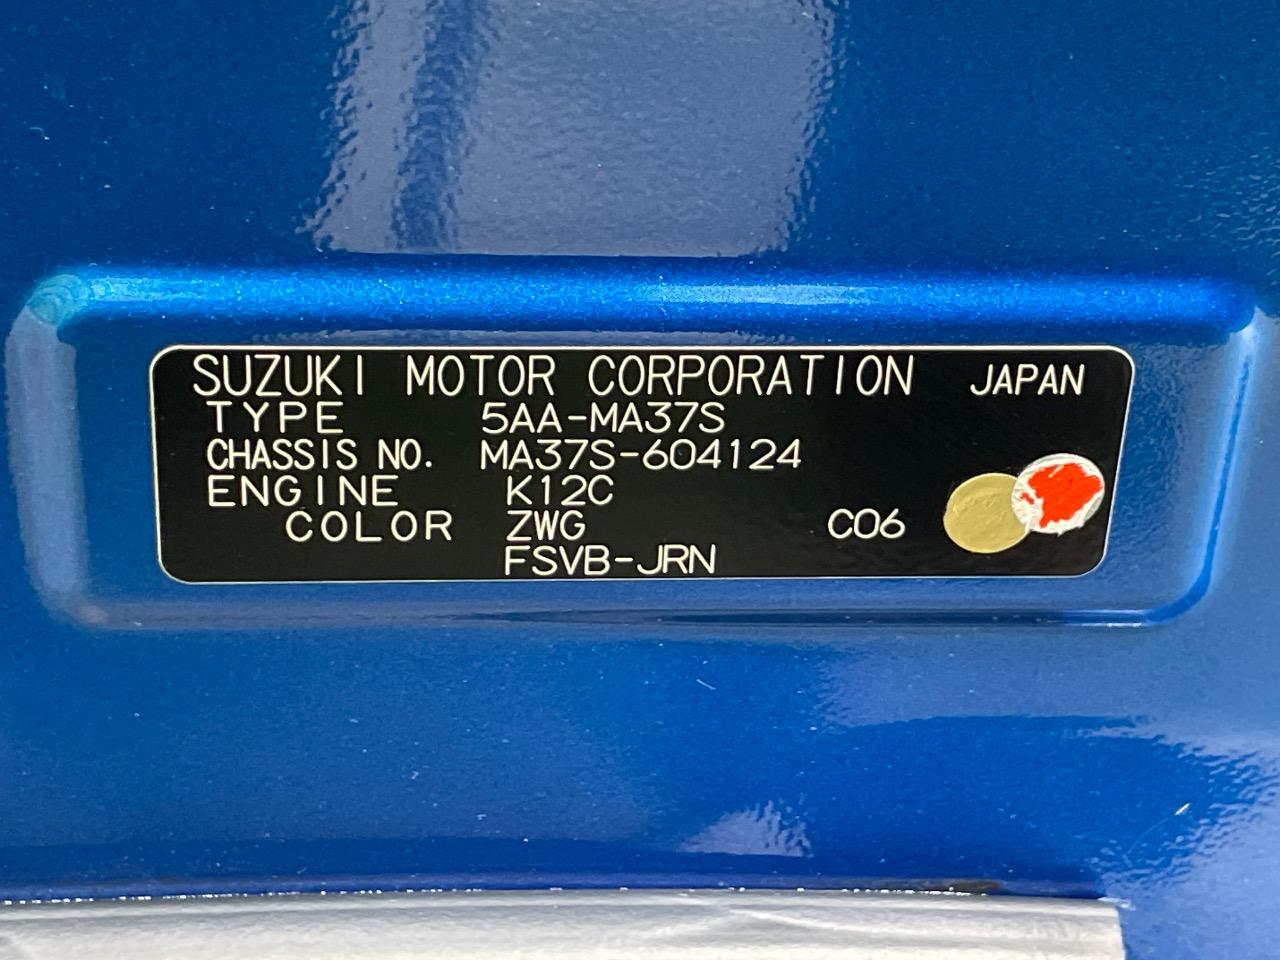 SUZUKI MOTOR CORPORATION JAPAN
TYPE 5AA-MA37S
CHASSIS NO. MA37S-604124
ENGINE K12C
COLOR ZWG C06
FSVB-JRN